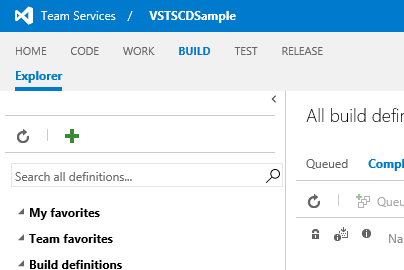 Team Services / VSTSCDSample
HOME CODE WORK BUILD TEST RELEASE
Explorer
All build defi
Search all definitions...
My favorites
Team favorites
Build definitions
Queued Compl
Queu
Na